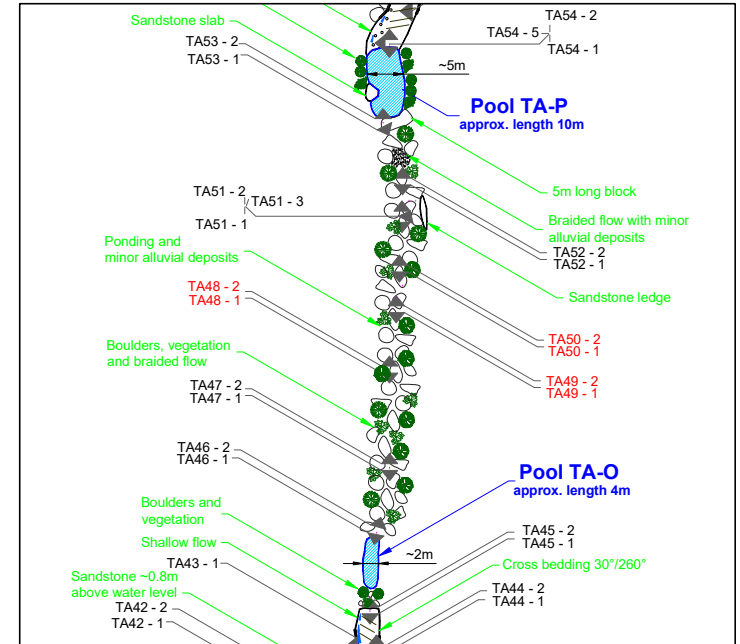 Sandstone slab
TA53 - 2
TA53 - 1
TA54 - 2
TA54 - 5
TA54 - 1
~5m
Pool TA-P
approx. length 10m
5m long block
TA51 - 2
TA51 - 3
TA51 - 1
Braided flow with minor
alluvial deposits
TA52 - 2
TA52 - 1
Ponding and
minor alluvial deposits
Sandstone ledge
TA48 - 2
TA48 - 1
TA50 - 2
TA50 - 1
Boulders, vegetation
and braided flow
TA49 - 2
TA49 - 1
TA47 - 2
TA47 - 1
TA46 - 2
TA46 - 1
Pool TA-O
approx. length 4m
Boulders and
vegetation
TA45 - 2
TA45 - 1
Shallow flow
~2m
TA43 - 1
Cross bedding 30°/260°
Sandstone ~0.8m
above water level
TA44 - 2
TA44 - 1
TA42 - 2
TA42 - 1